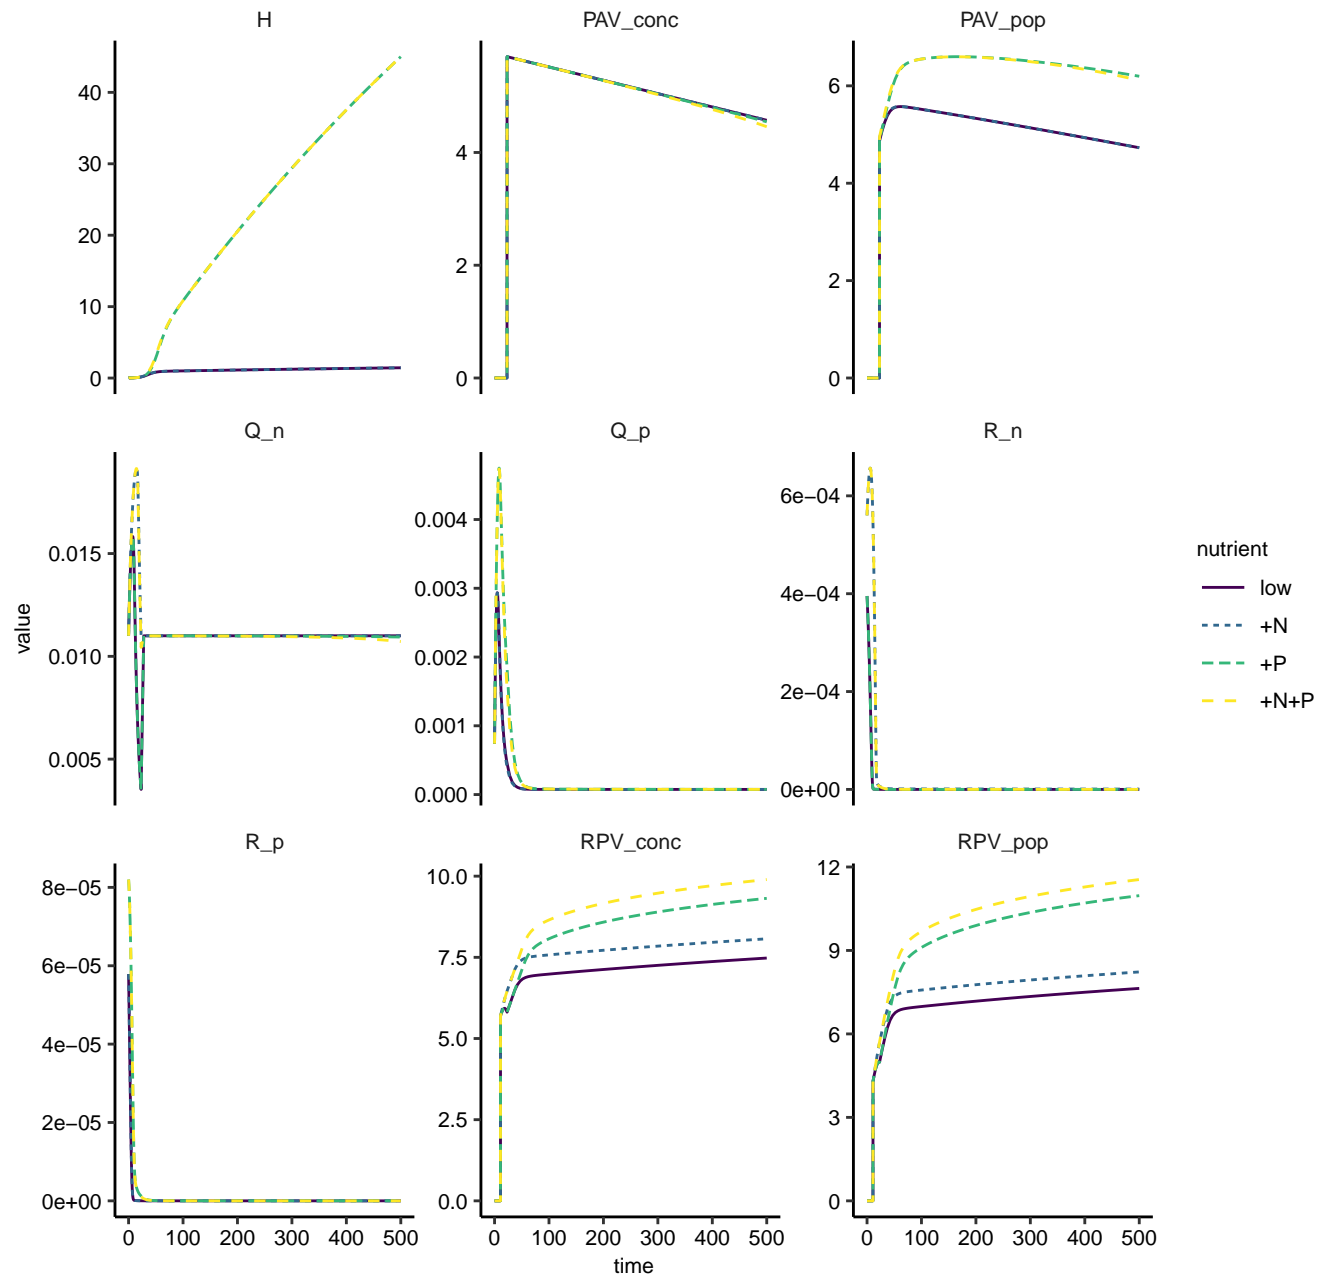 H
PAV_conc
PAV_pop
40
30
20
10
0
4
2
0
6
4
2
0
Q_n
Q_p
R_n
0.015
0.010
0.005
0.004
0.003
0.002
0.001
0.000
6e−04
4e−04
2e−04
0e+00
R_p
RPV_conc
RPV_pop
8e−05
6e−05
4e−05
2e−05
0e+00
10.0
7.5
5.0
2.5
0.0
12
9
6
3
0
0 100 200 300 400 500
0 100 200 300 400 500
0 100 200 300 400 500
time
value
nutrient
low
+N
+P
+N+P